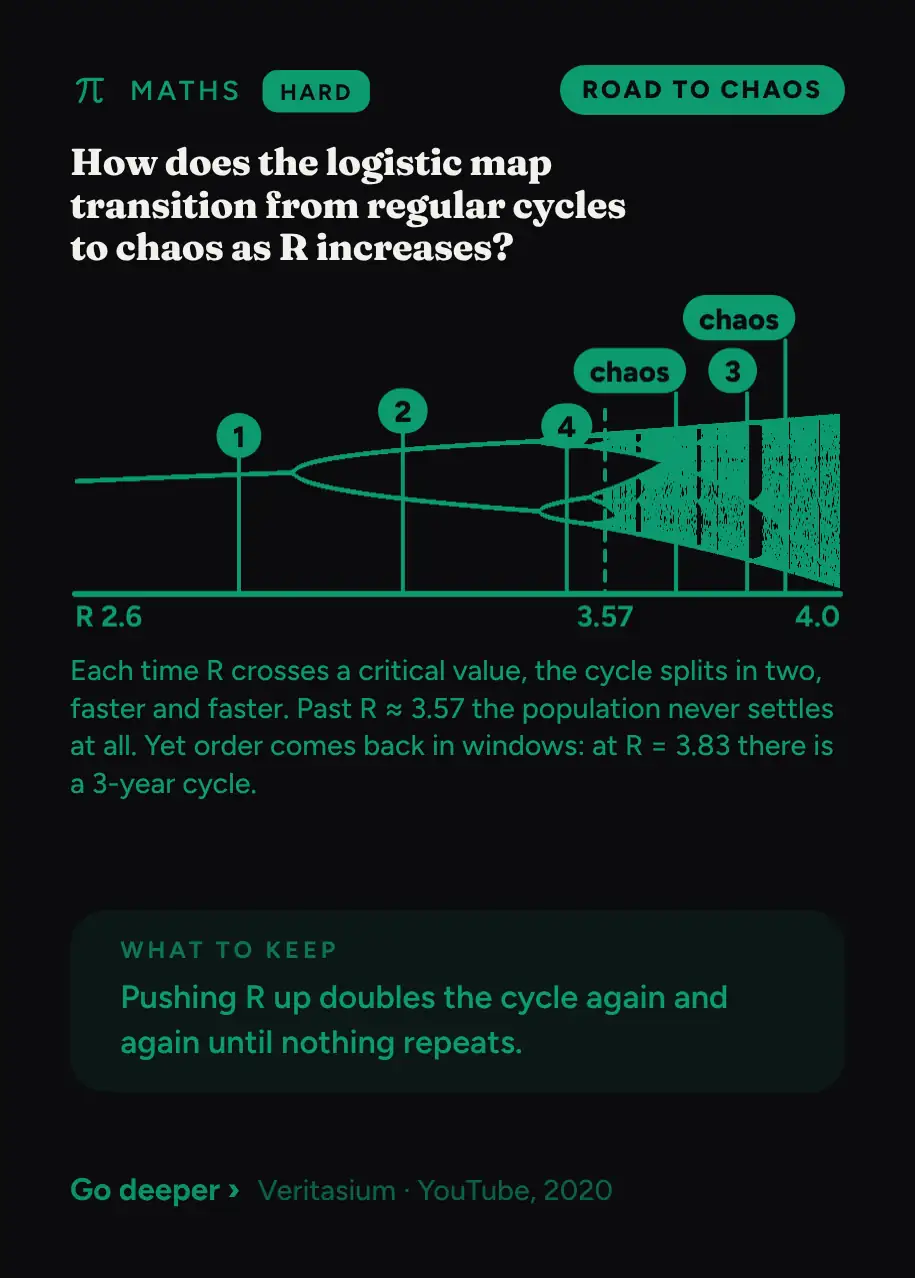 π MATHS HARD ROAD TO CHAOS
How does the logistic map
transition from regular cycles
to chaos as R increases?
chaos
chaos 3
2
4
1
R 2.6 3.57 4.0
Each time R crosses a critical value, the cycle splits in two,
faster and faster. Past R ≈ 3.57 the population never settles
at all. Yet order comes back in windows: at R = 3.83 there is
a 3-year cycle.
WHAT TO KEEP
Pushing R up doubles the cycle again and
again until nothing repeats.
Go deeper › Veritasium · YouTube, 2020